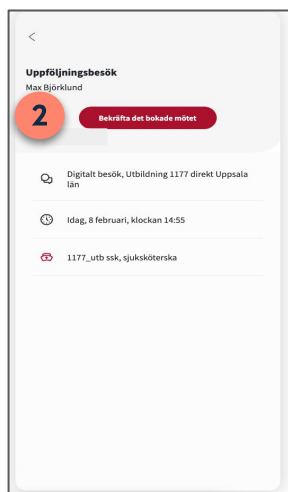 Uppföljningsbesök
Max Björklund
2
Bekräfta det bokade mötet
Digitalt besök, Utbildning 1177 direkt Uppsala
län
Idag, 8 februari, klockan 14:55
1177_utb ssk, sjuksköterska